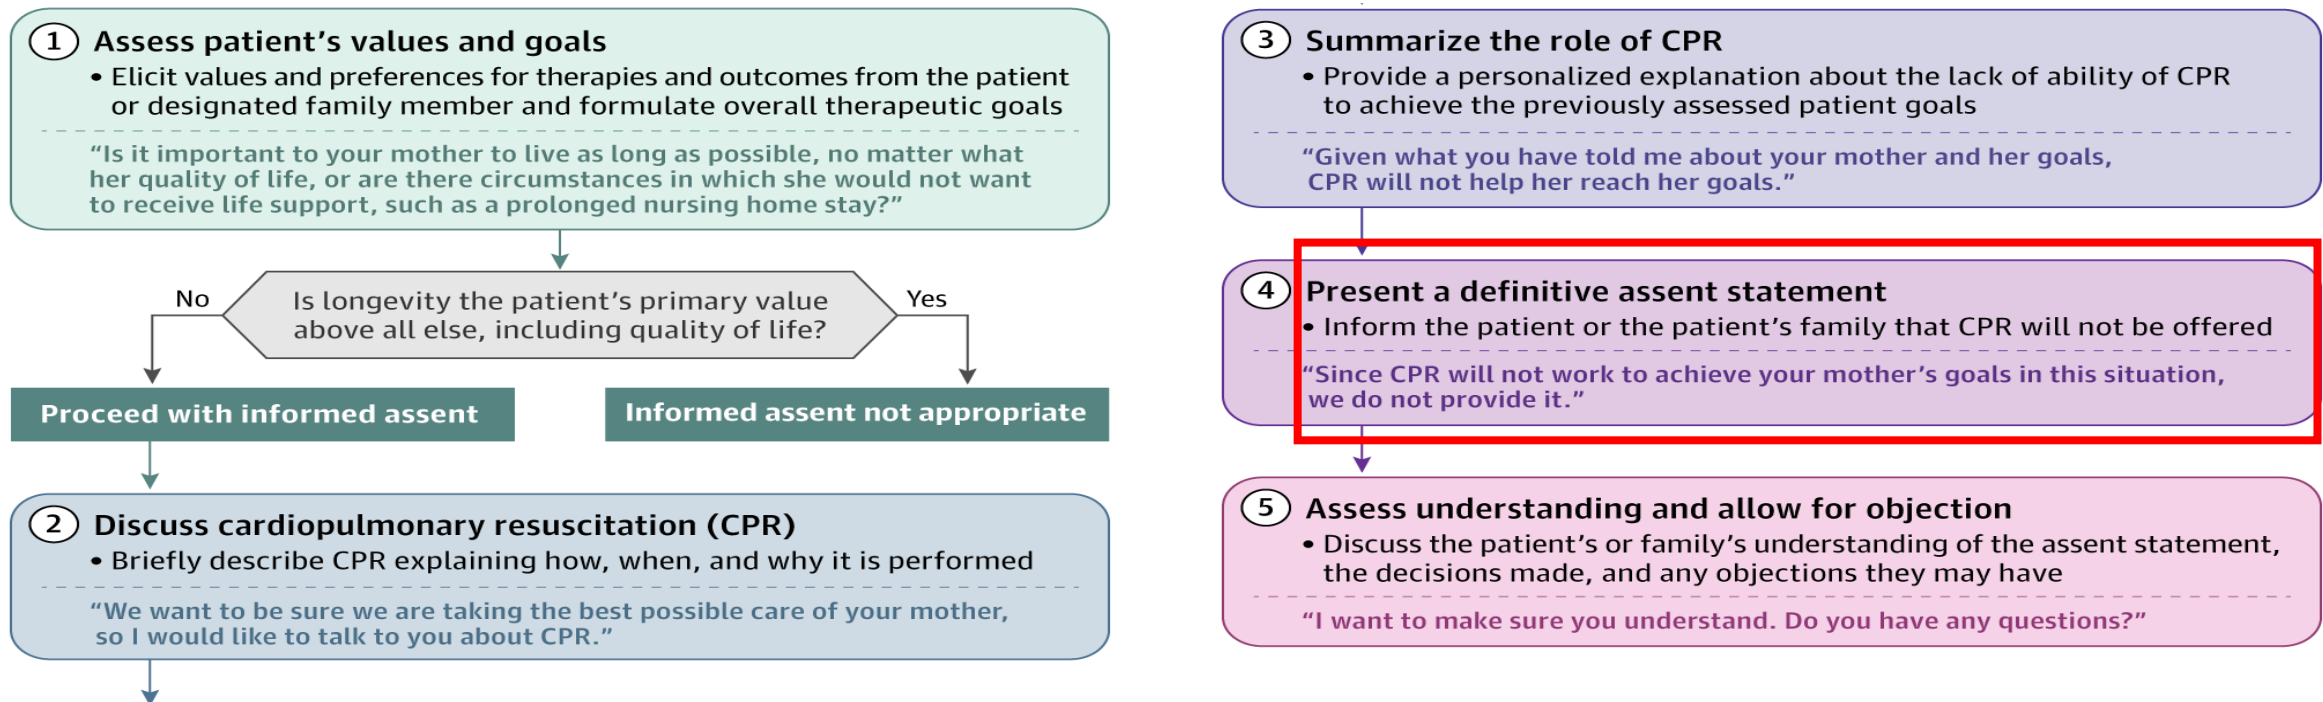 1 Assess patient’s values and goals
• Elicit values and preferences for therapies and outcomes from the patient
or designated family member and formulate overall therapeutic goals
“Is it important to your mother to live as long as possible, no matter what
her quality of life, or are there circumstances in which she would not want
to receive life support, such as a prolonged nursing home stay?”
No
Is longevity the patient’s primary value
above all else, including quality of life?
Yes
Proceed with informed assent
Informed assent not appropriate
2 Discuss cardiopulmonary resuscitation (CPR)
• Briefly describe CPR explaining how, when, and why it is performed
“We want to be sure we are taking the best possible care of your mother,
so I would like to talk to you about CPR.”
3 Summarize the role of CPR
• Provide a personalized explanation about the lack of ability of CPR
to achieve the previously assessed patient goals
“Given what you have told me about your mother and her goals,
CPR will not help her reach her goals.”
4 Present a definitive assent statement
• Inform the patient or the patient’s family that CPR will not be offered
“Since CPR will not work to achieve your mother’s goals in this situation,
we do not provide it.”
5 Assess understanding and allow for objection
• Discuss the patient’s or family’s understanding of the assent statement,
the decisions made, and any objections they may have
“I want to make sure you understand. Do you have any questions?”